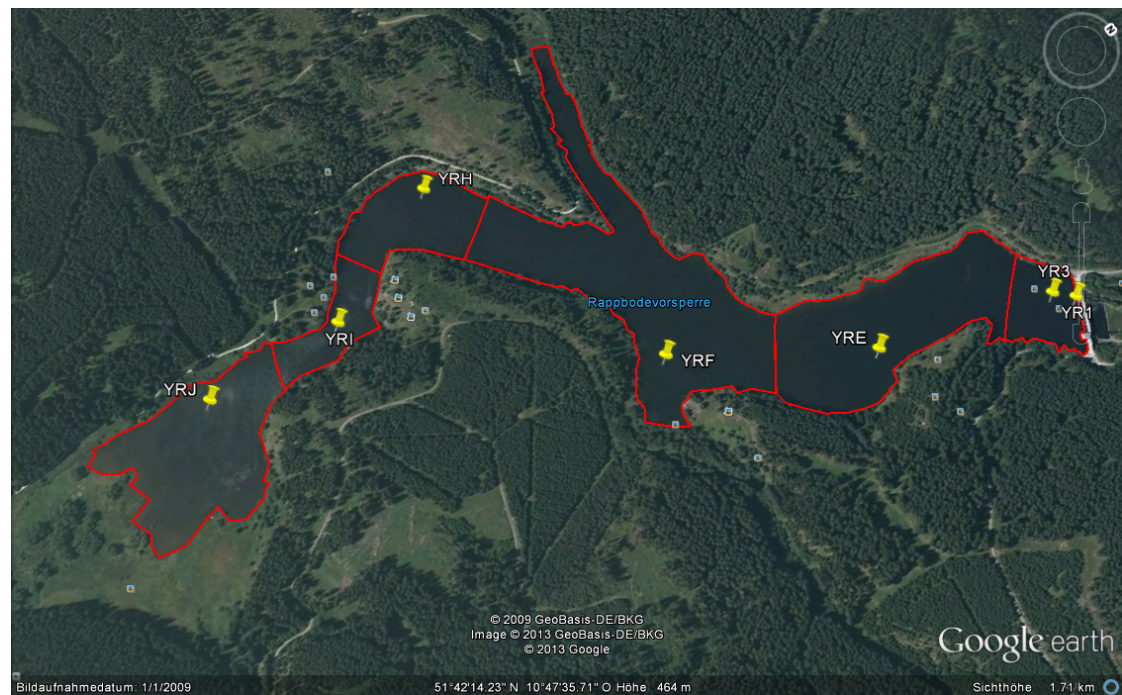 N
YRH
YR3
Rappbodevorsperre
YR1
YRI
YRE
YRF
YRJ
© 2009 GeoBasis-DE/BKG
Image © 2013 GeoBasis-DE/BKG
© 2013 Google
Google earth
Bildaufnahmedatum: 1/1/2009 51°42'14.23" N 10°47'35.71" O Höhe 464 m Sichthöhe 1.71 km